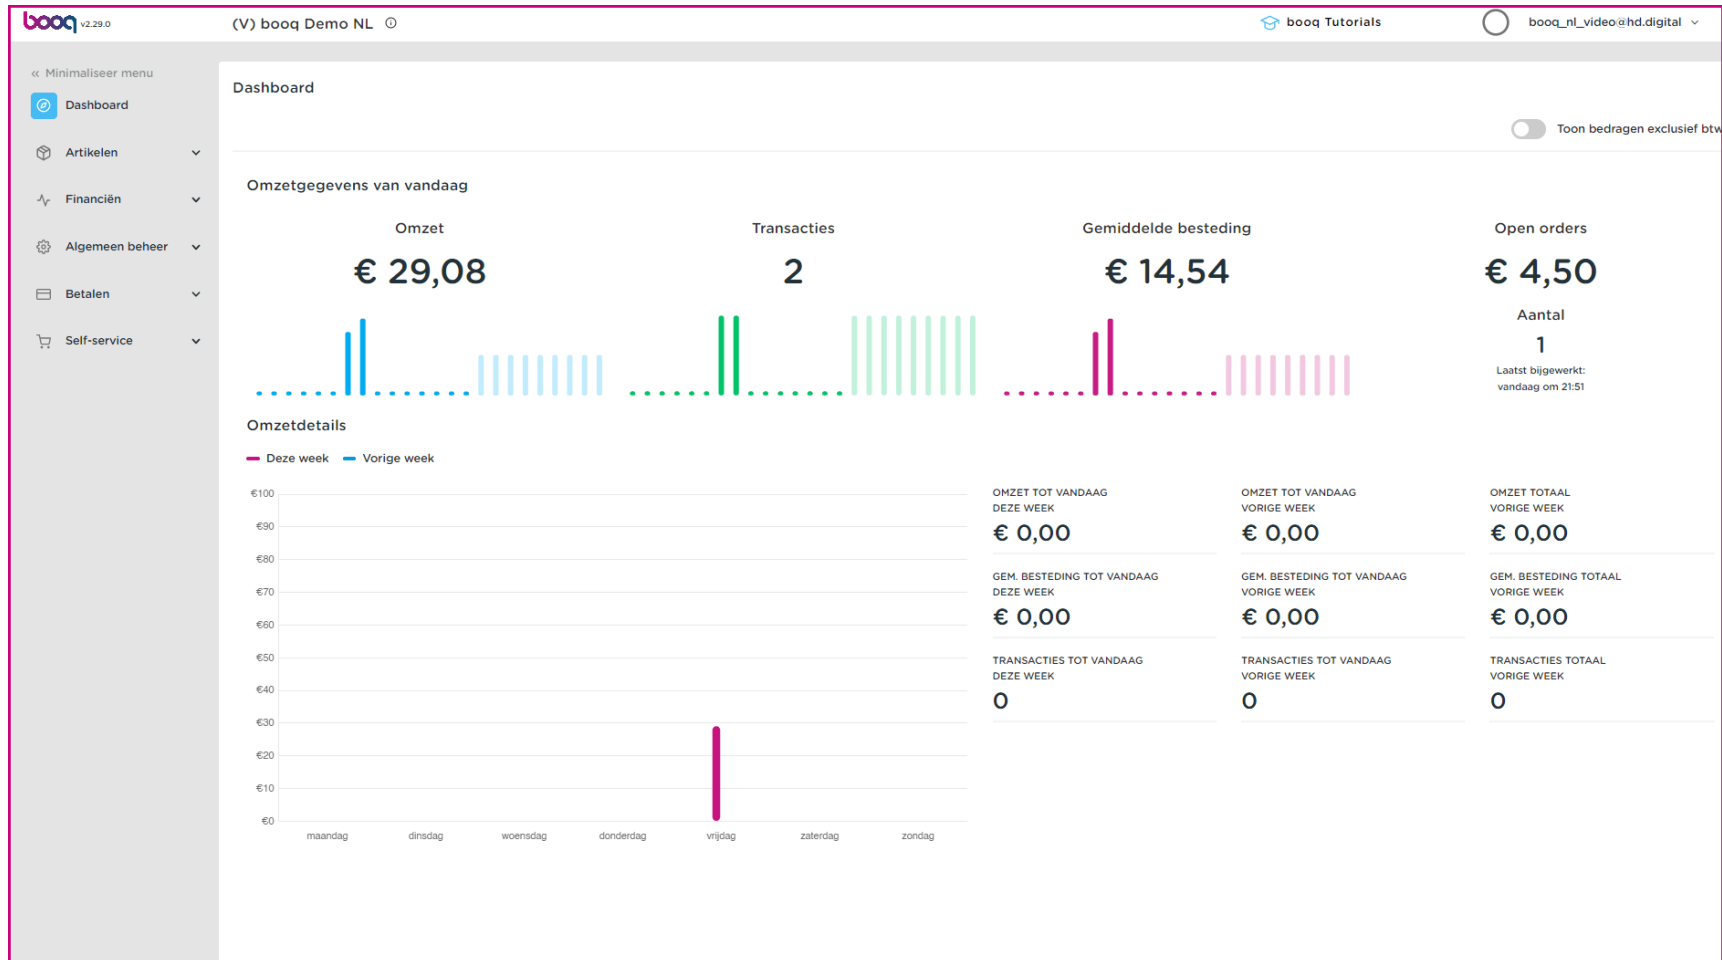 booq v2.29.0
(V) booq Demo NL
booq Tutorials
booq_nl_video@hd.digital
Minimaliseer menu
Dashboard
Artikelen
Financiën
Algemeen beheer
Betalen
Self-service
Dashboard
Toon bedragen exclusief btw
Omzetgegevens van vandaag
Omzet
€ 29,08
Transacties
2
Gemiddelde besteding
€ 14,54
Open orders
€ 4,50
Aantal
1
Laatst bijgewerkt:
vandaag om 21:51
Omzetdetails
Deze week
Vorige week
€100
€90
€80
€70
€60
€50
€40
€30
€20
€10
€0
maandag
dinsdag
woensdag
donderdag
vrijdag
zaterdag
zondag
OMZET TOT VANDAAG
DEZE WEEK
€ 0,00
OMZET TOT VANDAAG
VORIGE WEEK
€ 0,00
OMZET TOTAAL
VORIGE WEEK
€ 0,00
GEM. BESTEDING TOT VANDAAG
DEZE WEEK
€ 0,00
GEM. BESTEDING TOT VANDAAG
VORIGE WEEK
€ 0,00
GEM. BESTEDING TOTAAL
VORIGE WEEK
€ 0,00
TRANSACTIES TOT VANDAAG
DEZE WEEK
0
TRANSACTIES TOT VANDAAG
VORIGE WEEK
0
TRANSACTIES TOTAAL
VORIGE WEEK
0